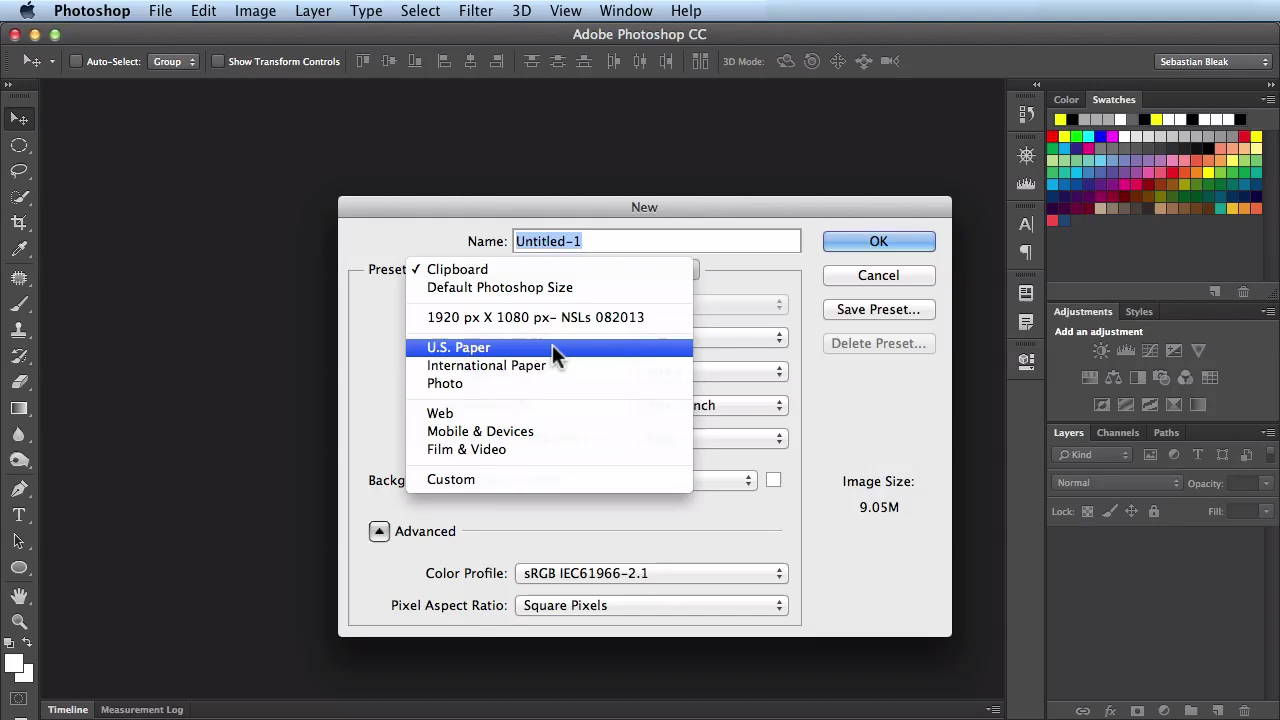 Photoshop File Edit Image Layer Type Select Filter 3D View Window Help
Adobe Photoshop CC
Auto-Select: Group Show Transform Controls 3D Mode: Sebastian Bleak
Color Swatches
New
Name: Untitled-1 OK
Preset ✓ Clipboard Cancel
Default Photoshop Size
1920 px X 1080 px- NSLs 082013 Save Preset...
U.S. Paper Delete Preset...
International Paper
Photo
nch
Web
Mobile & Devices
Film & Video
Custom
Backg
Image Size:
9.05M
Advanced
Color Profile: sRGB IEC61966-2.1
Pixel Aspect Ratio: Square Pixels
Adjustments Styles
Add an adjustment
Layers Channels Paths
Kind
Normal Opacity:
Lock: Fill:
Timeline Measurement Log